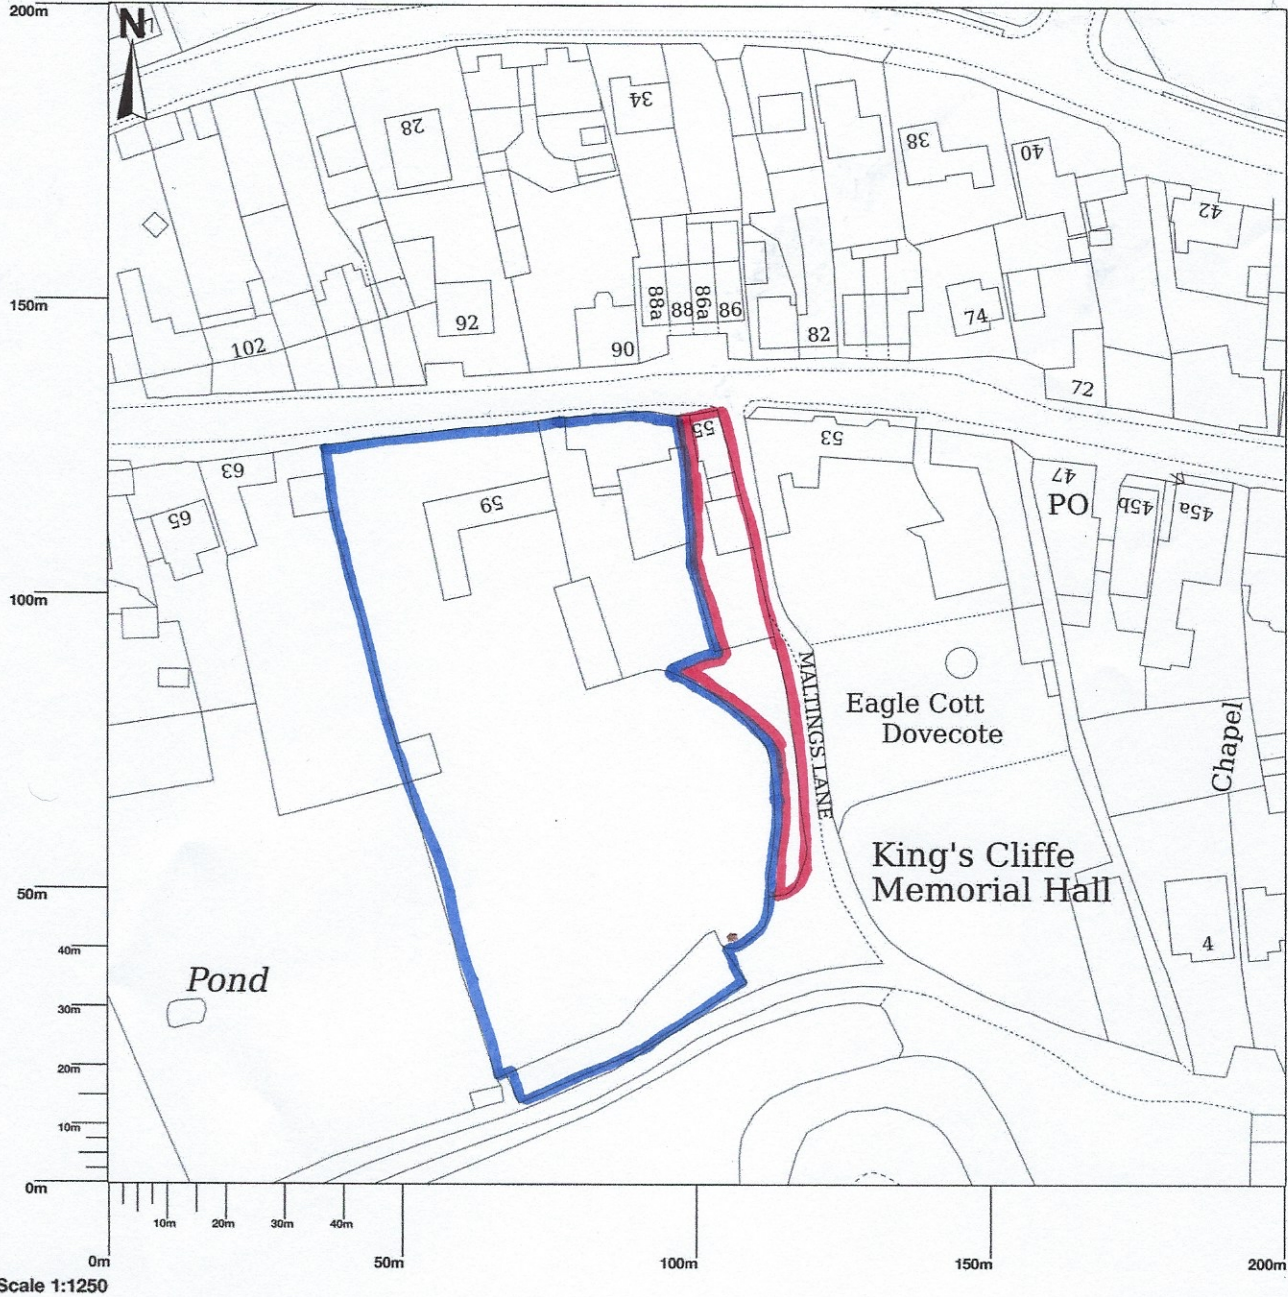 200m
N
34
28
38
40
42
150m
88a
88
86a
86
74
92
82
102
90
72
55
53
63
47
59
PO
45b
45a
65
100m
MALTINGS LANE
Eagle Cott
Dovecote
Chapel
King's Cliffe
Memorial Hall
50m
40m
4
Pond
30m
20m
10m
0m
10m
20m
30m
40m
0m
50m
100m
150m
200m
Scale 1:1250